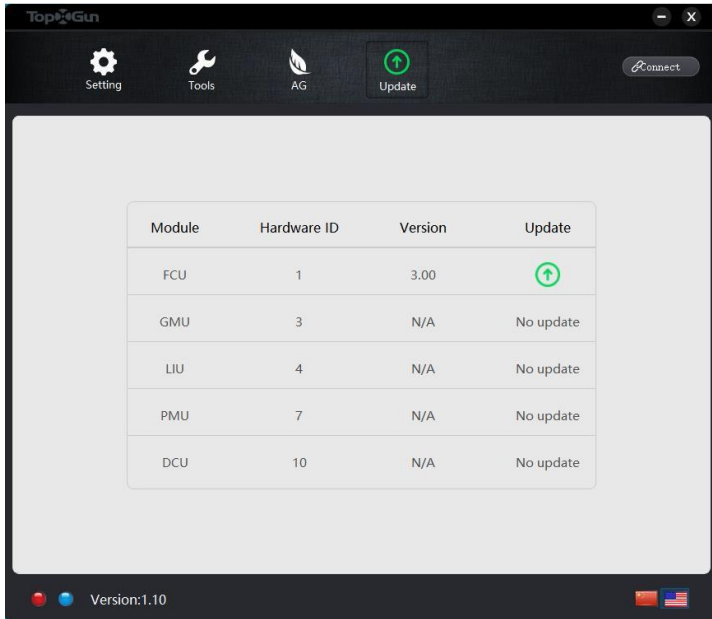 TopXGun
Setting Tools AG Update Connect
Module Hardware ID Version Update
FCU 1 3.00
GMU 3 N/A No update
LIU 4 N/A No update
PMU 7 N/A No update
DCU 10 N/A No update
Version:1.10